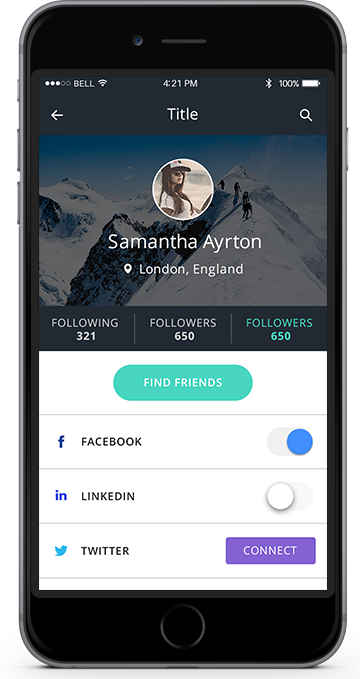 BELL 4:21 PM 100%
Title
Samantha Ayrton
London, England
FOLLOWING FOLLOWERS FOLLOWERS
321 650 650
FIND FRIENDS
f FACEBOOK
in LINKEDIN
TWITTER CONNECT